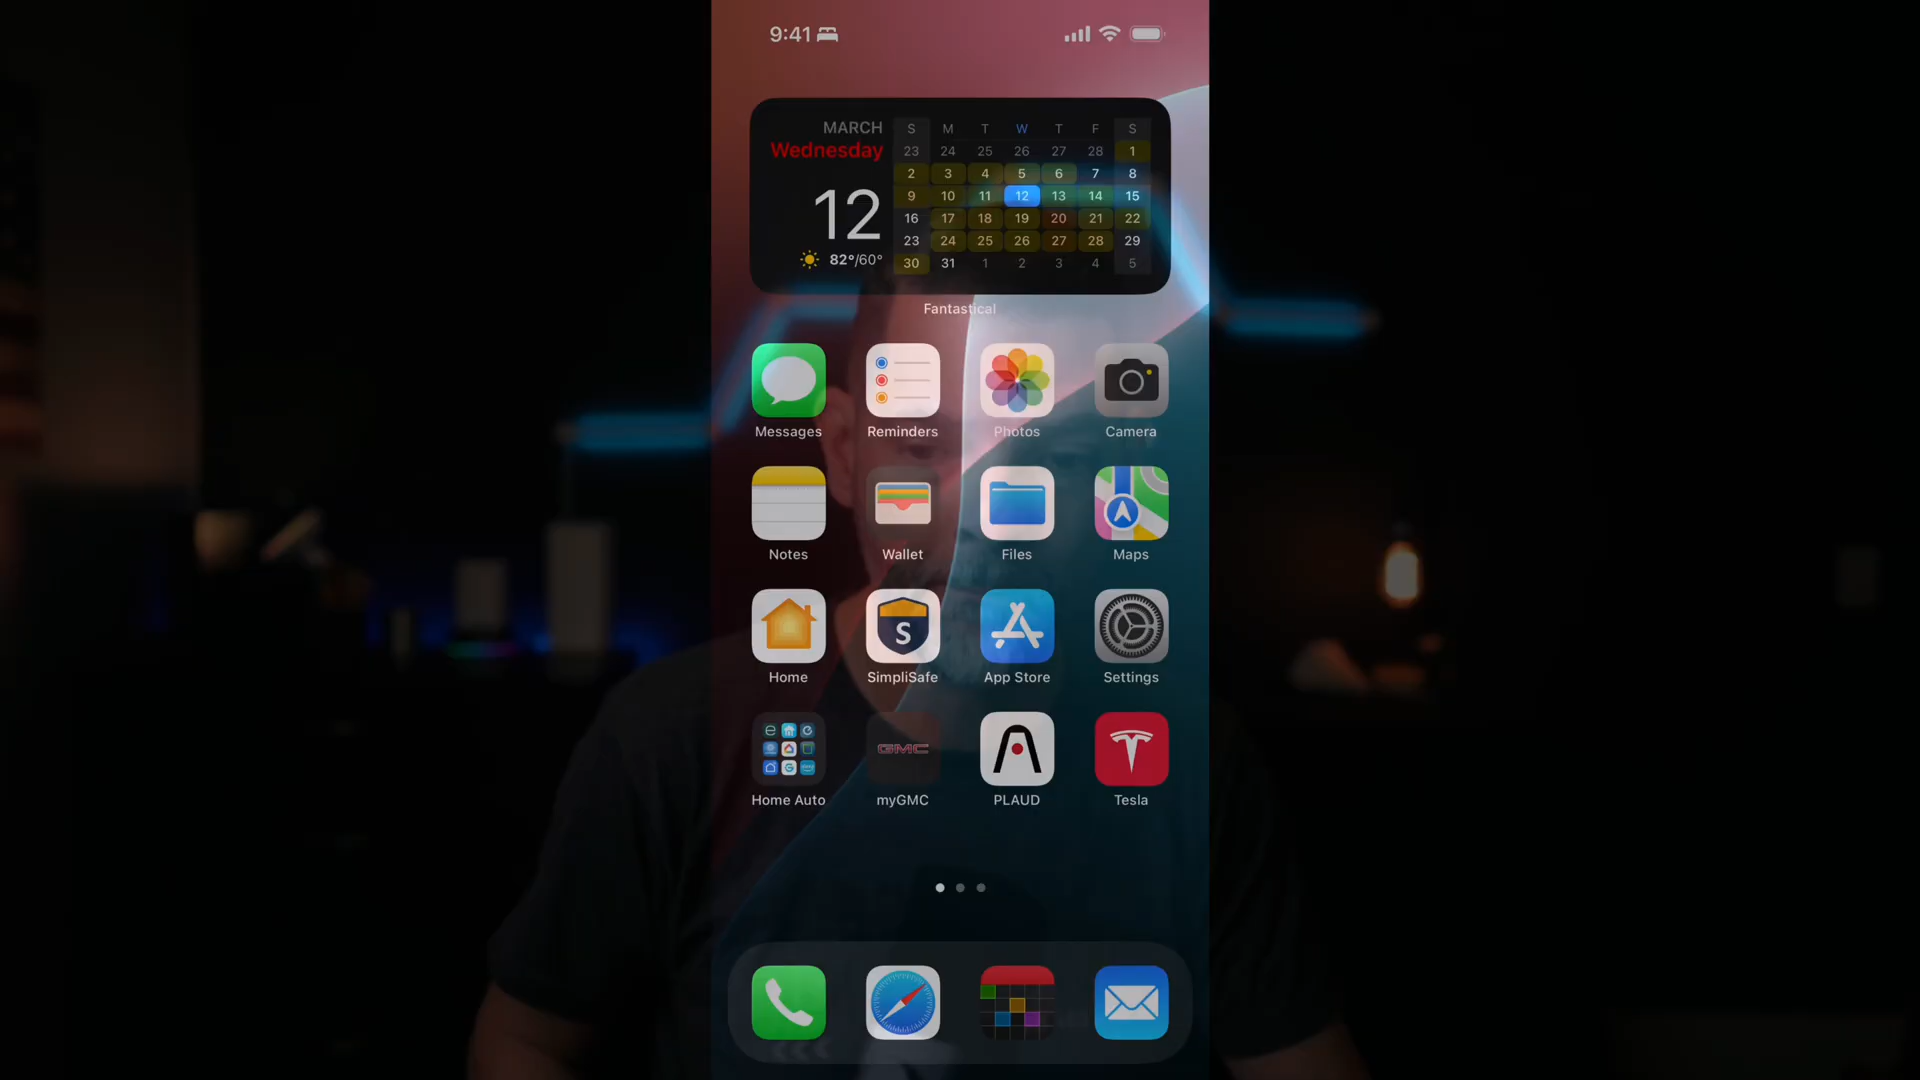 9:41
MARCH
Wednesday
12
82°/60°
S M T W T F S
23 24 25 26 27 28 1
2 3 4 5 6 7 8
9 10 11 12 13 14 15
16 17 18 19 20 21 22
23 24 25 26 27 28 29
30 31 1 2 3 4 5
Fantastical
Messages Reminders Photos Camera
Notes Wallet Files Maps
S
Home SimpliSafe App Store Settings
GMC
Home Auto myGMC PLAUD Tesla